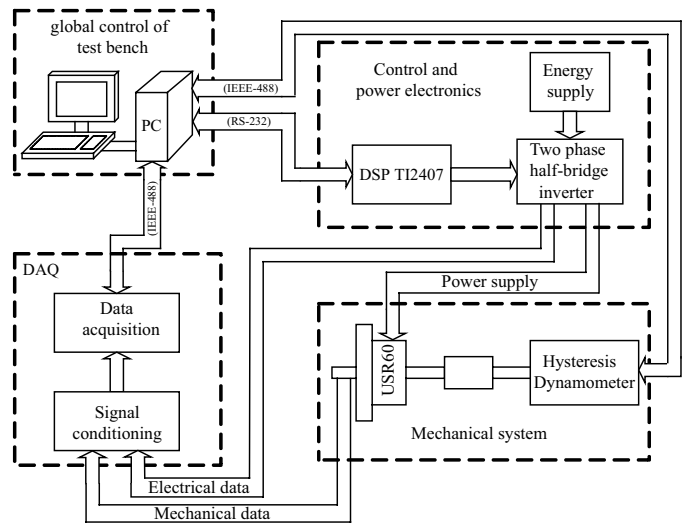 global control of
test bench
PC
(IEEE-488)
(RS-232)
(IEEE-488)
Control and
power electronics
Energy
supply
DSP TI2407
Two phase
half-bridge
inverter
DAQ
Data
acquisition
Signal
conditioning
Power supply
USR60
Hysteresis
Dynamometer
Mechanical system
Electrical data
Mechanical data